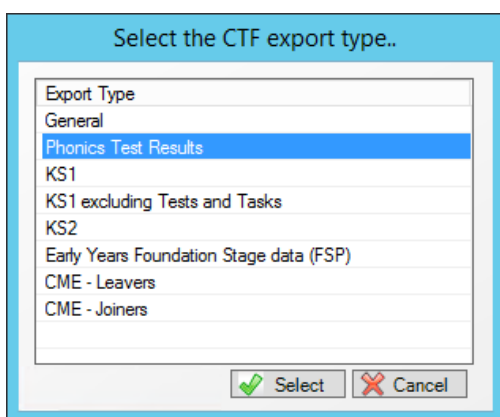 Select the CTF export type..
Export Type
General
Phonics Test Results
KS1
KS1 excluding Tests and Tasks
KS2
Early Years Foundation Stage data (FSP)
CME - Leavers
CME - Joiners
Select Cancel